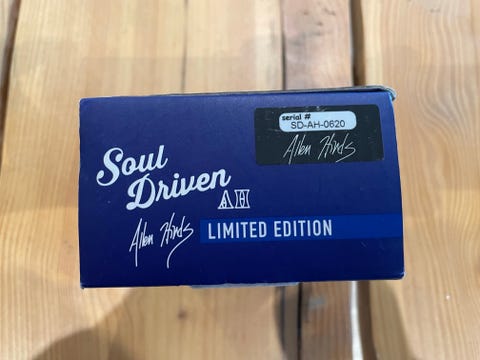 serial #
SD-AH-0620
Allen Hinds
Soul
Driven
AH
Allen Hinds
LIMITED EDITION